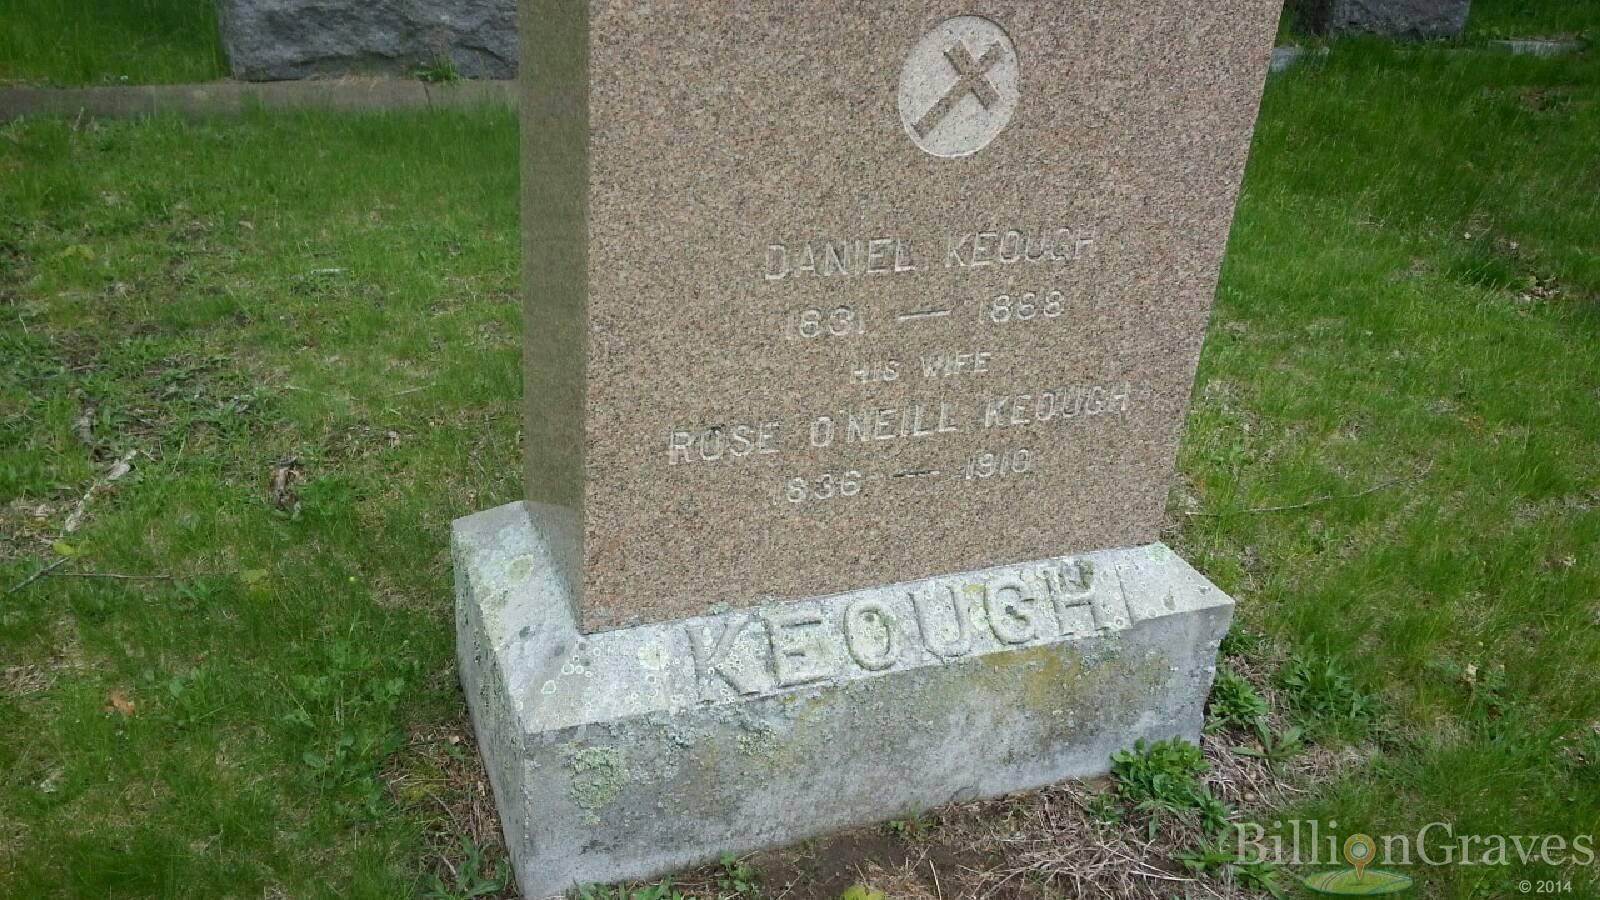 DANIEL KEOUGH
1831 — 1888
HIS WIFE
ROSE O'NEILL KEOUGH
1836 — 1910
KEOUGH
BillionGraves
© 2014